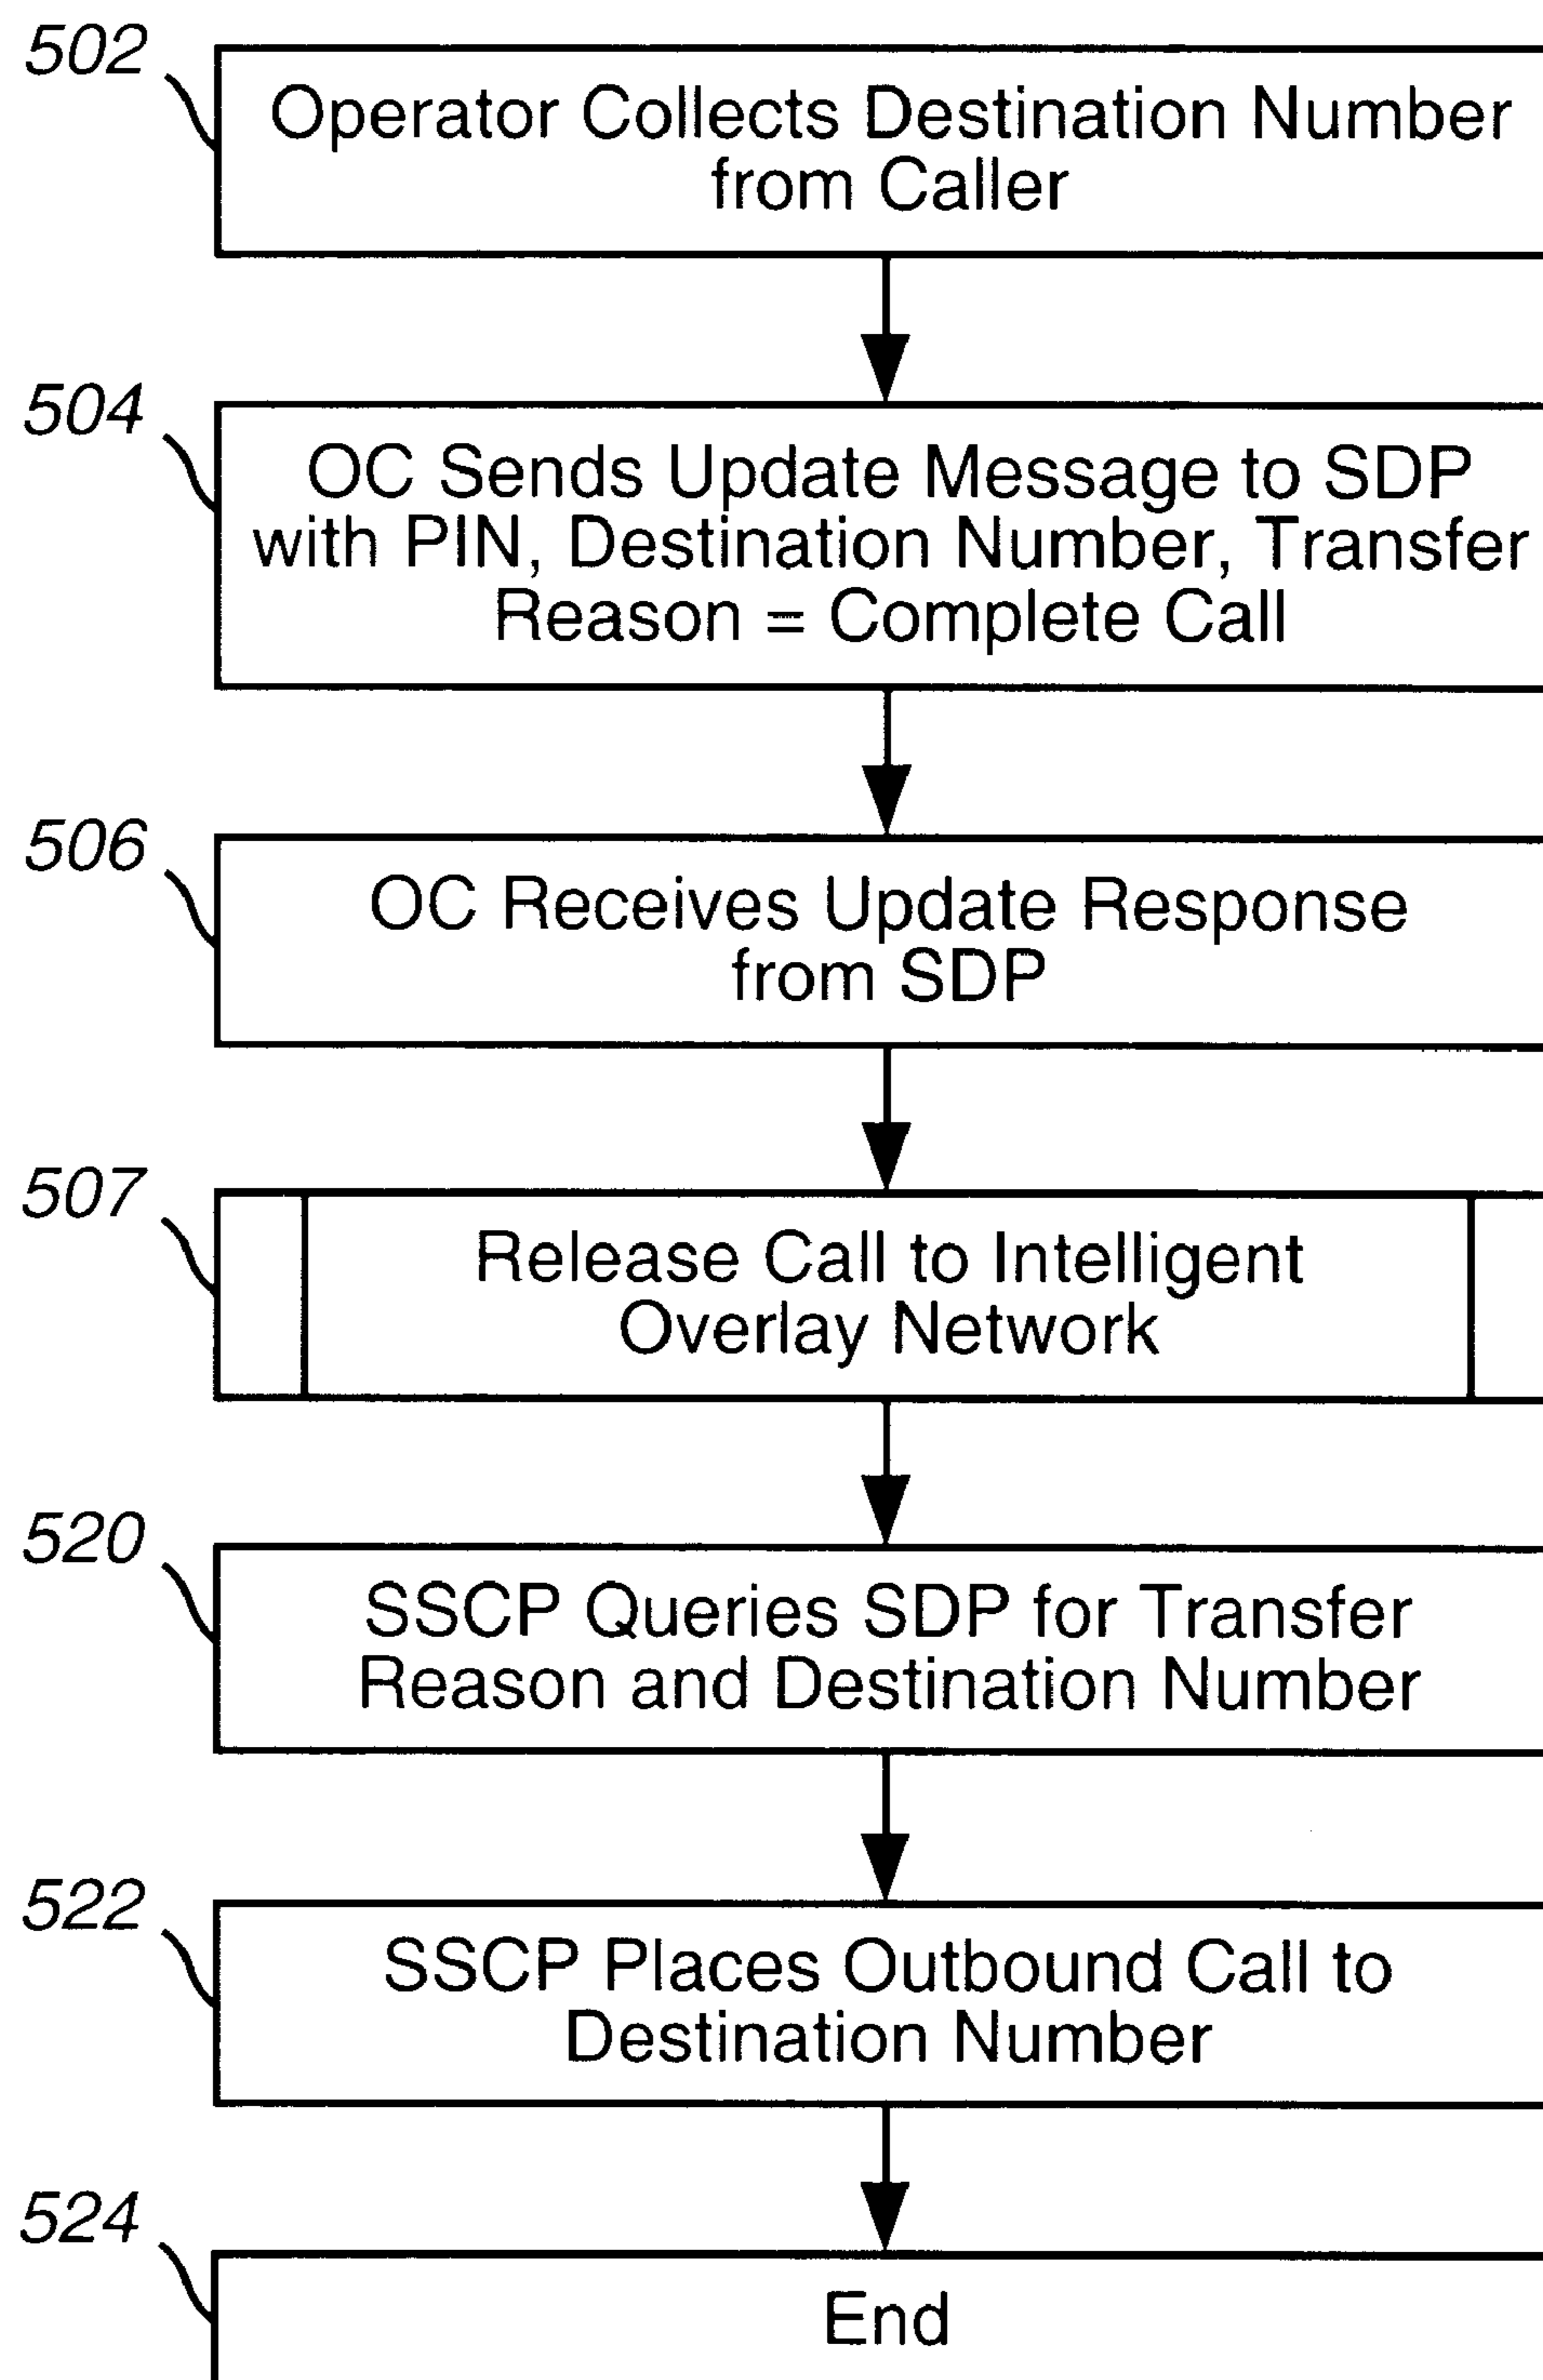 502
Operator Collects Destination Number
from Caller
504
OC Sends Update Message to SDP
with PIN, Destination Number, Transfer
Reason = Complete Call
506
OC Receives Update Response
from SDP
507
Release Call to Intelligent
Overlay Network
520
SSCP Queries SDP for Transfer
Reason and Destination Number
522
SSCP Places Outbound Call to
Destination Number
524
End